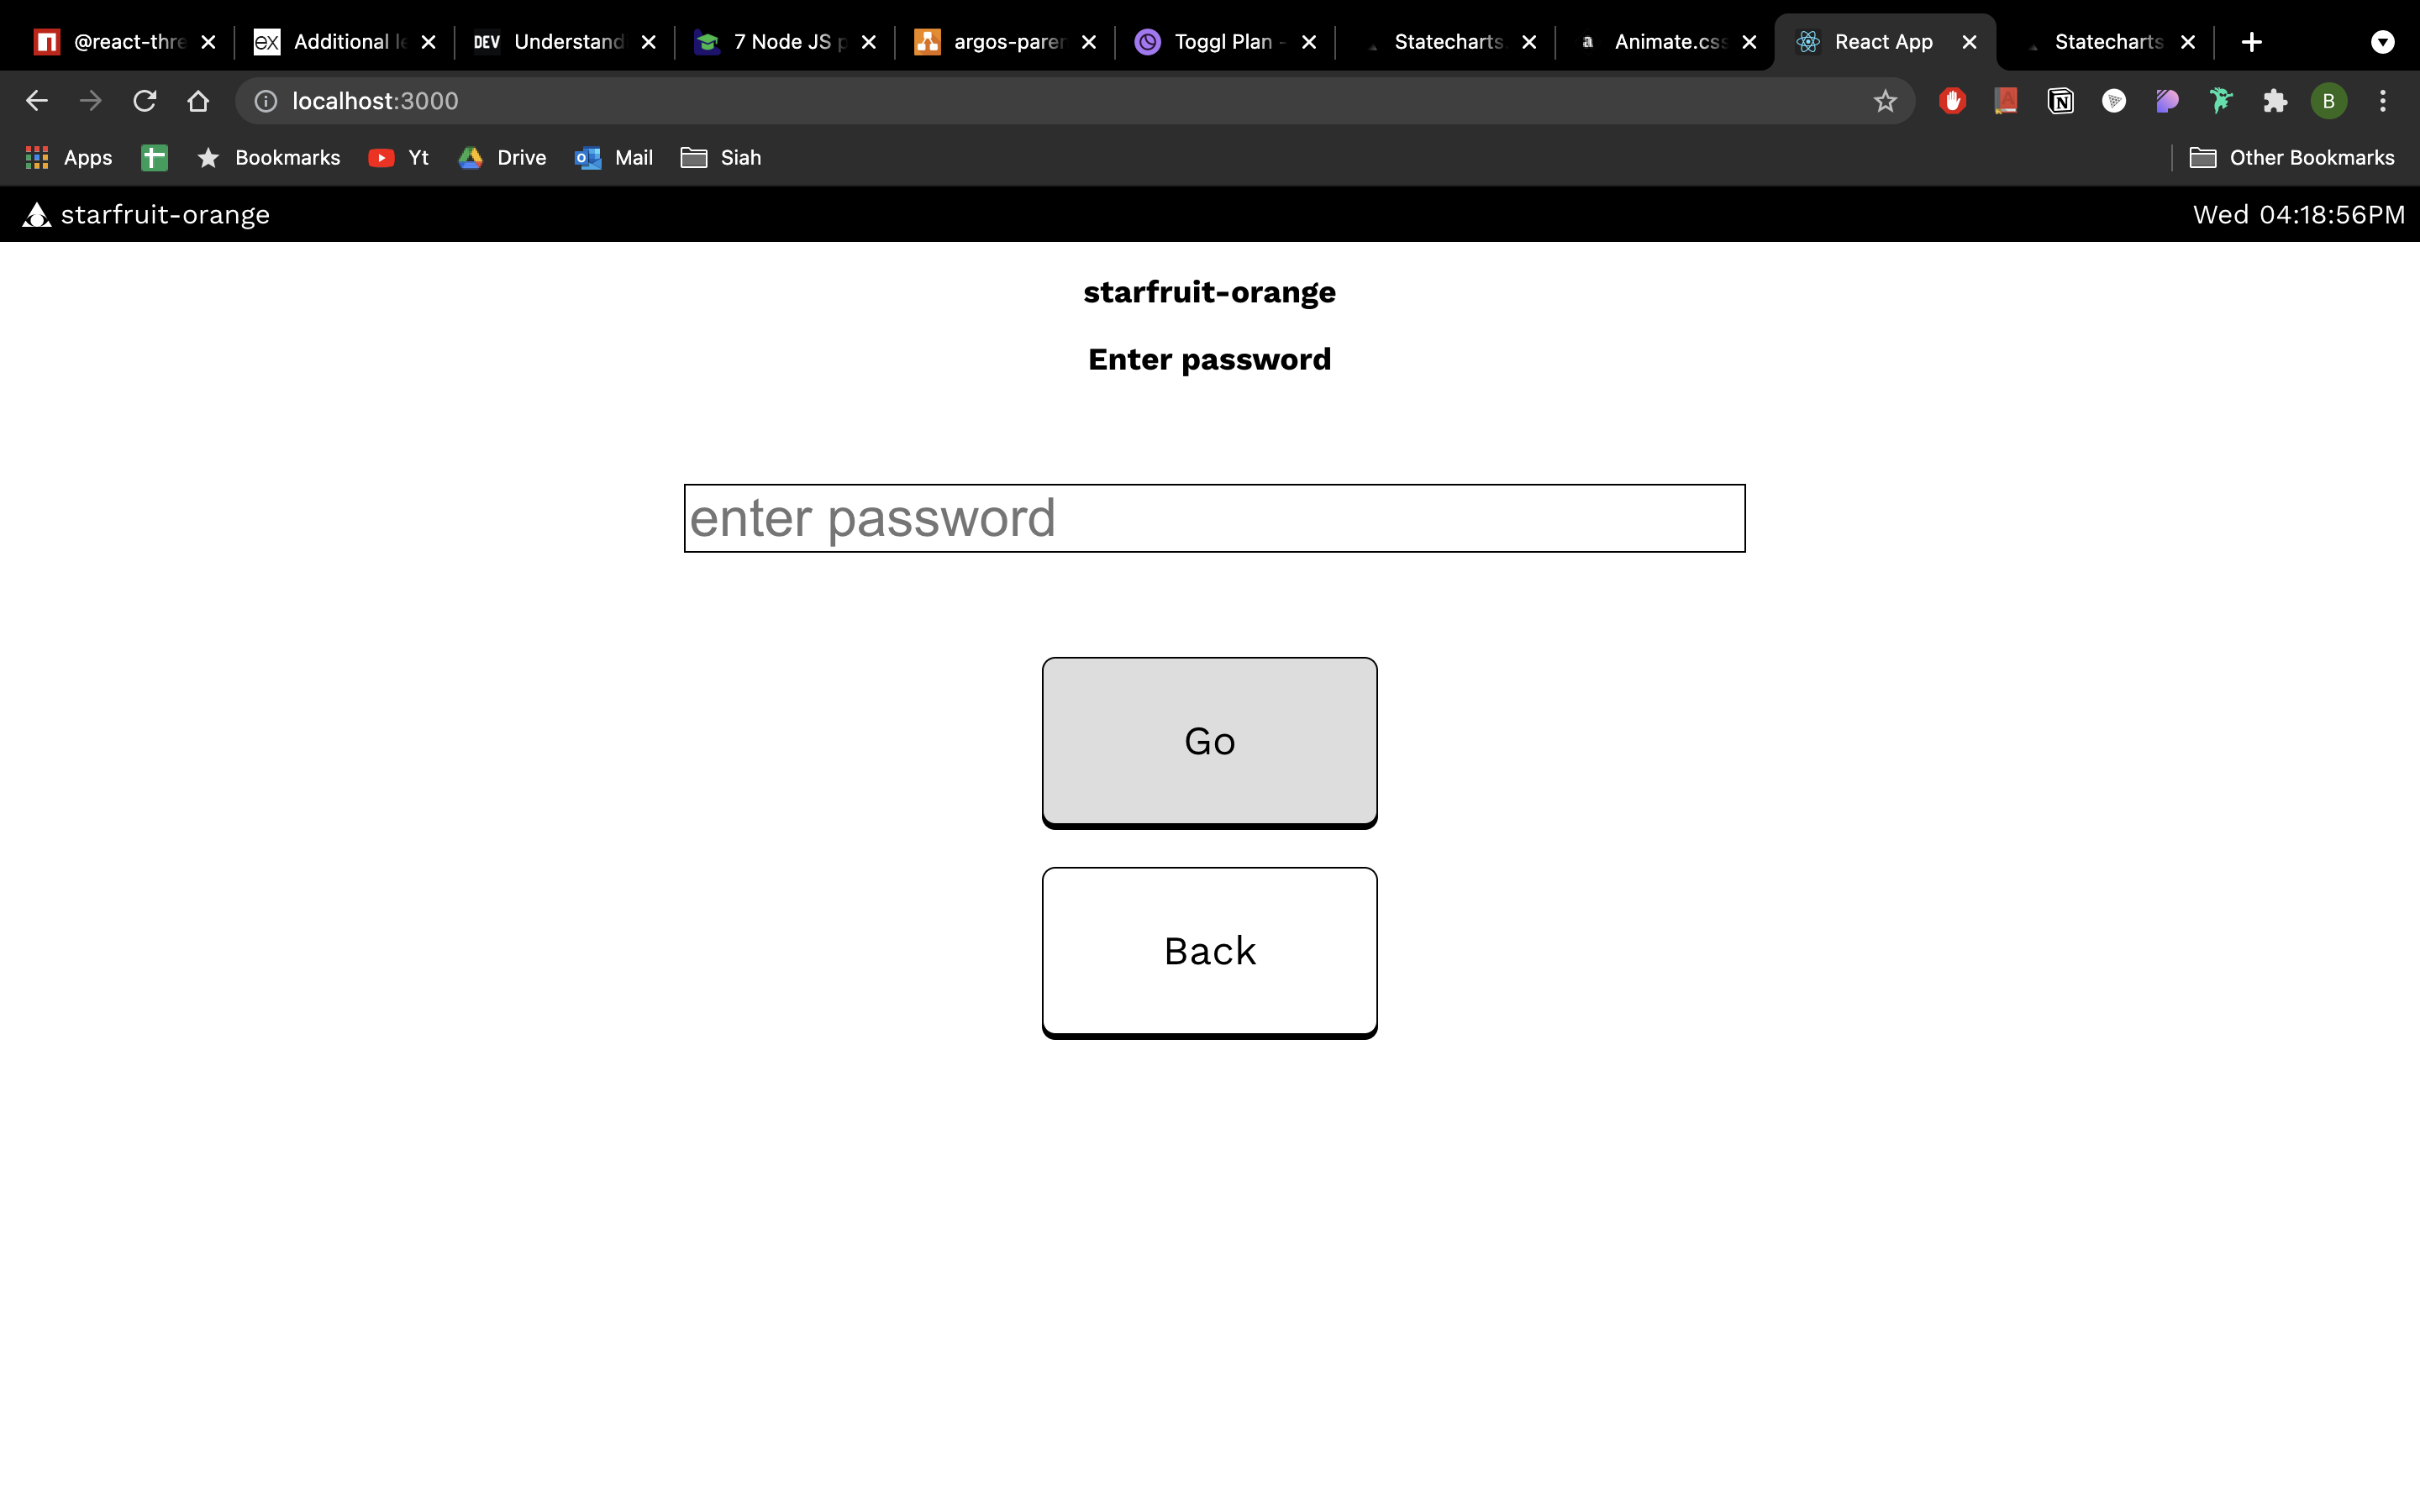 @react-thre
Additional le
DEV Understand
7 Node JS p
argos-paren
Toggl Plan -
Statecharts
a Animate.css
React App
Statecharts
localhost:3000
B
Apps
Bookmarks
Yt
Drive
Mail
Siah
Other Bookmarks
starfruit-orange
Wed 04:18:56PM
starfruit-orange
Enter password
enter password
Go
Back